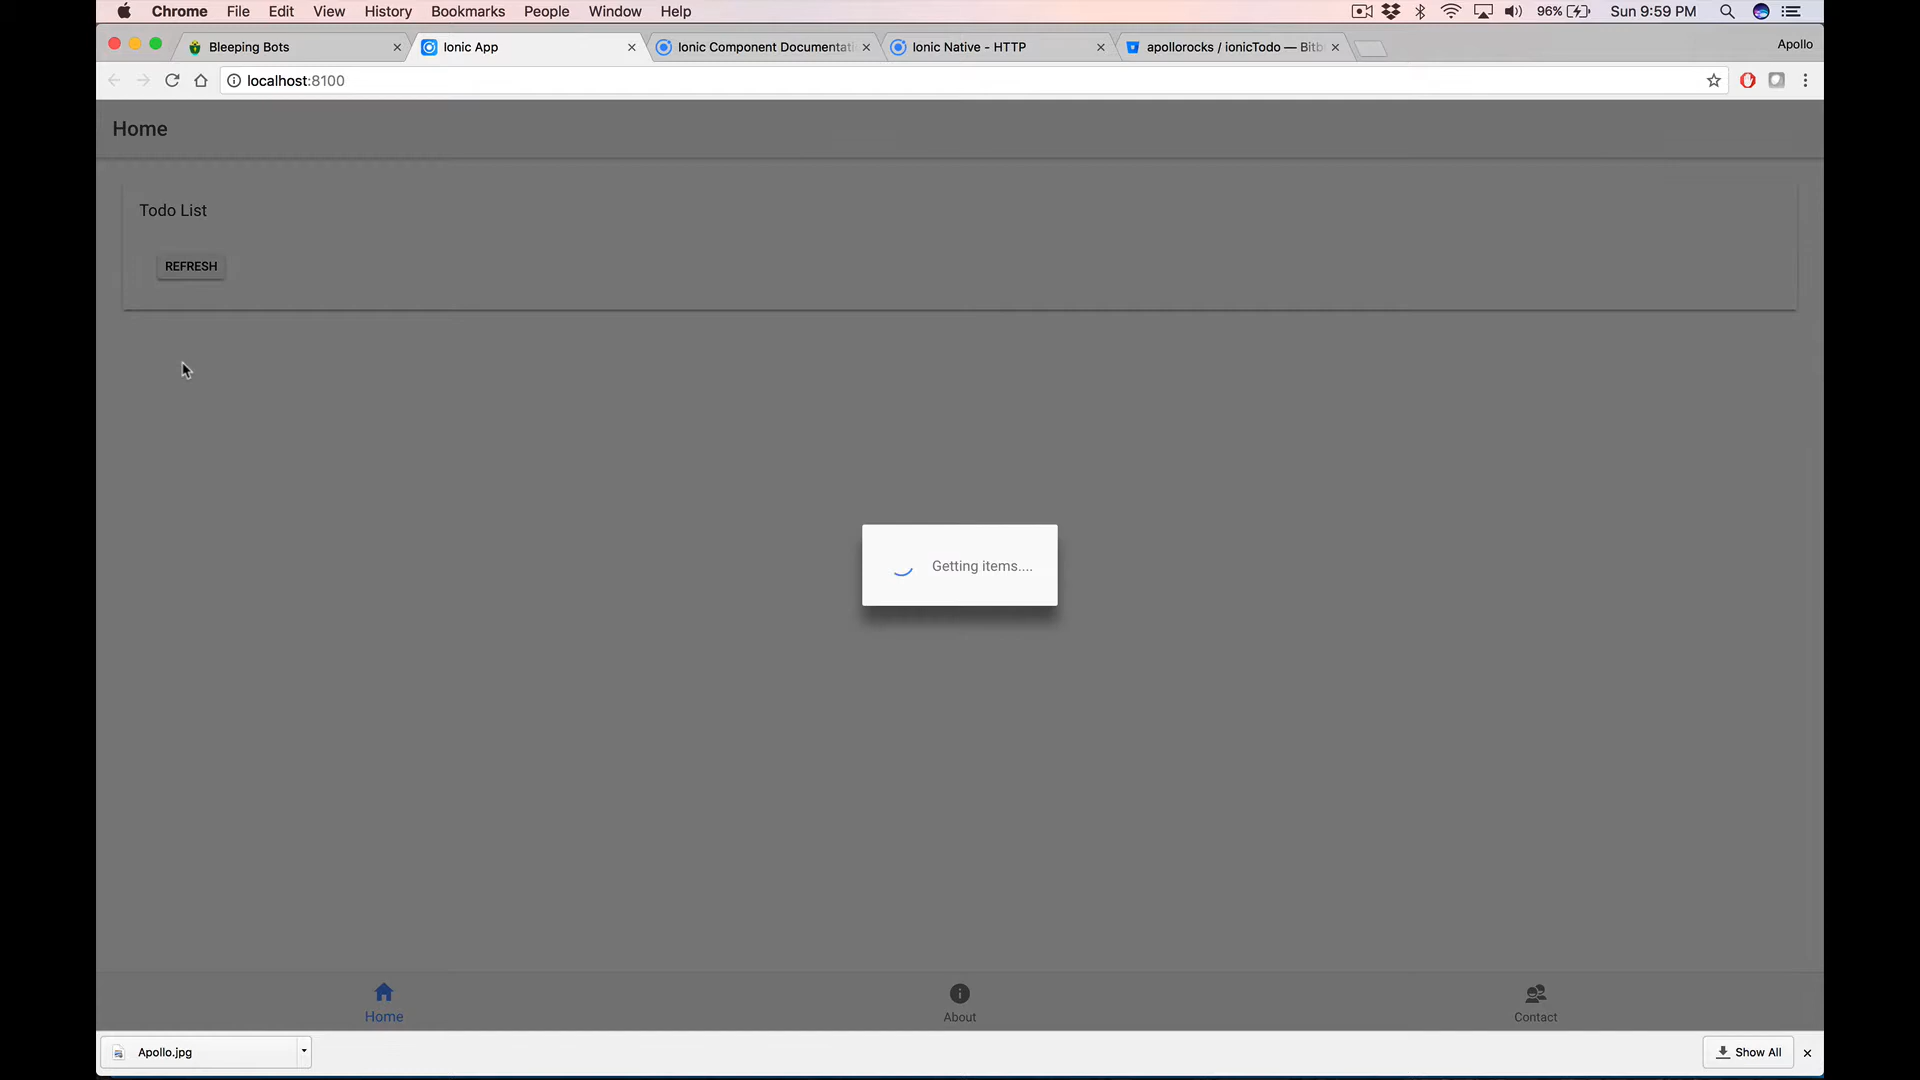 Chrome File Edit View History Bookmarks People Window Help 96% Sun 9:59 PM
Bleeping Bots Ionic App Ionic Component Documentati Ionic Native - HTTP apollorocks / ionicTodo — Bitb Apollo
localhost:8100
Home
Todo List
REFRESH
Getting items....
Home About Contact
Apollo.jpg Show All